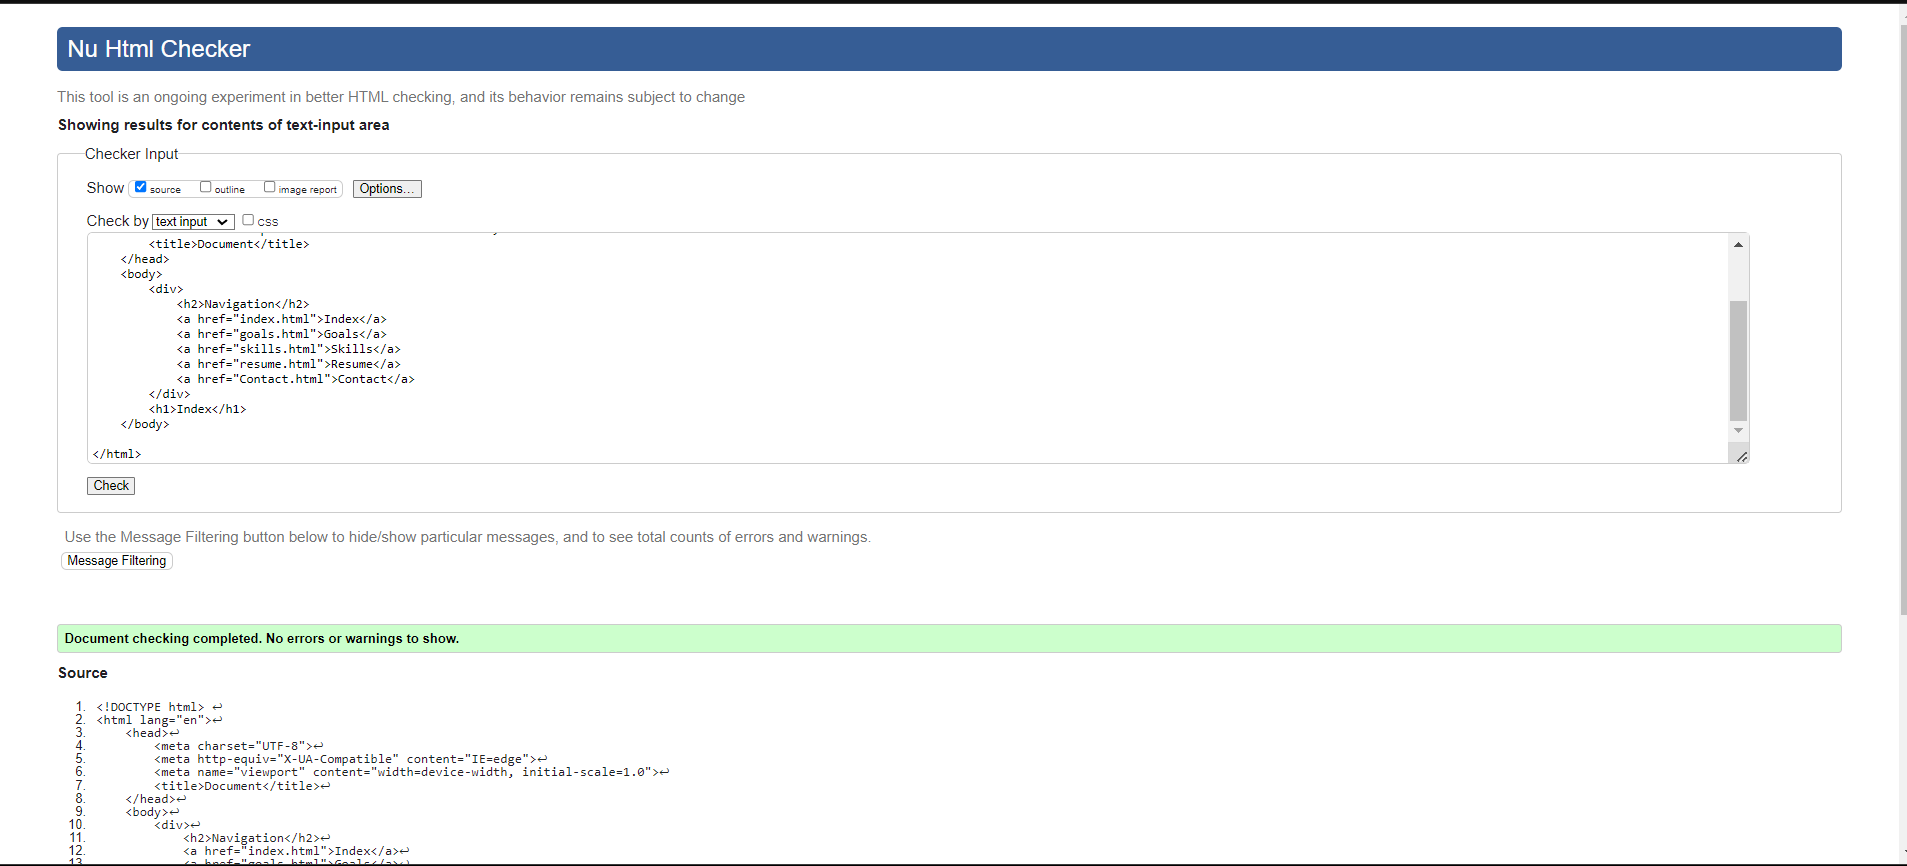 Nu Html Checker
This tool is an ongoing experiment in better HTML checking, and its behavior remains subject to change
Showing results for contents of text-input area
Checker Input
Show source outline image report Options...
Check by text input css
<title>Document</title>
</head>
<body>
<div>
<h2>Navigation</h2>
<a href="index.html">Index</a>
<a href="goals.html">Goals</a>
<a href="skills.html">Skills</a>
<a href="resume.html">Resume</a>
<a href="Contact.html">Contact</a>
</div>
<h1>Index</h1>
</body>
</html>
Check
Use the Message Filtering button below to hide/show particular messages, and to see total counts of errors and warnings.
Message Filtering
Document checking completed. No errors or warnings to show.
Source
1. <!DOCTYPE html> ↩
2. <html lang="en">↩
3. <head>↩
4. <meta charset="UTF-8">↩
5. <meta http-equiv="X-UA-Compatible" content="IE=edge">↩
6. <meta name="viewport" content="width=device-width, initial-scale=1.0">↩
7. <title>Document</title>↩
8. </head>↩
9. <body>↩
10. <div>↩
11. <h2>Navigation</h2>↩
12. <a href="index.html">Index</a>↩
13. <a href="goals.html">Goals</a>↩